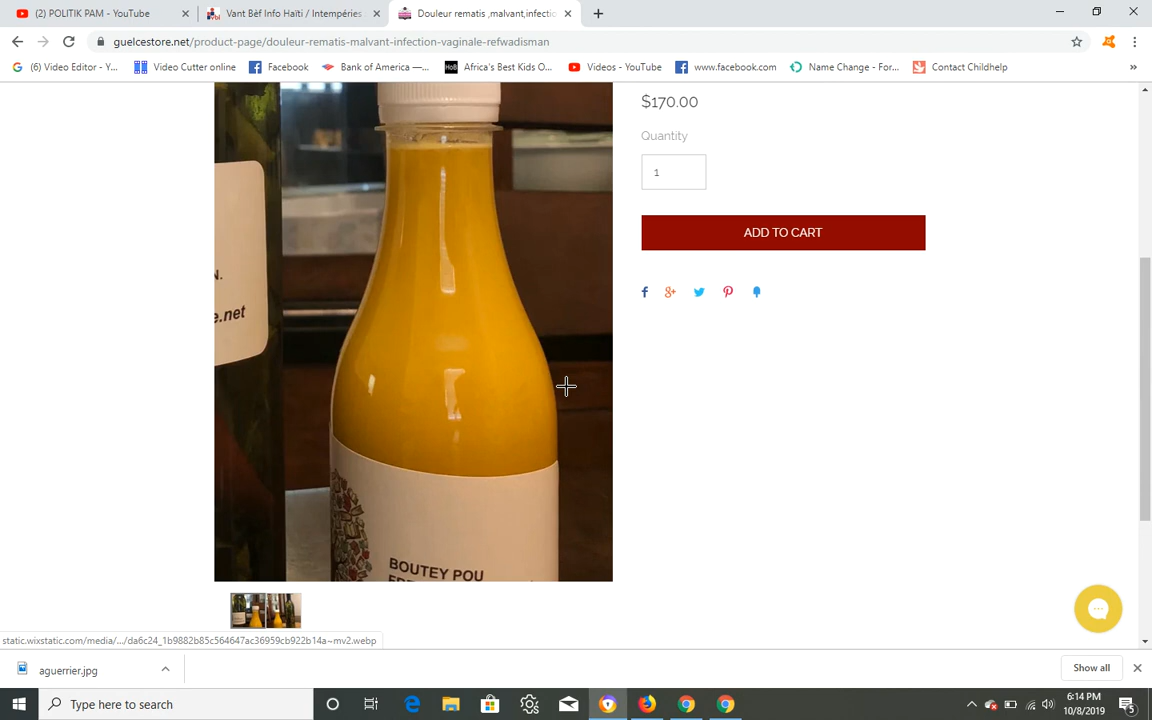 (2) POLITIK PAM - YouTube
Vant Bèf Info Haïti / Intempéries
Douleur rematis ,malvant,infectio
guelcestore.net/product-page/douleur-rematis-malvant-infection-vaginale-refwadisman
(6) Video Editor - Y...
Video Cutter online
Facebook
Bank of America —...
Africa's Best Kids O...
Videos - YouTube
www.facebook.com
Name Change - For...
Contact Childhelp
$170.00
Quantity
1
ADD TO CART
N.
e.net
BOUTEY POU
static.wixstatic.com/media/.../da6c24_1b9882b85c564647ac36959cb922b14a~mv2.webp
aguerrier.jpg
Show all
Type here to search
6:14 PM
10/8/2019
5